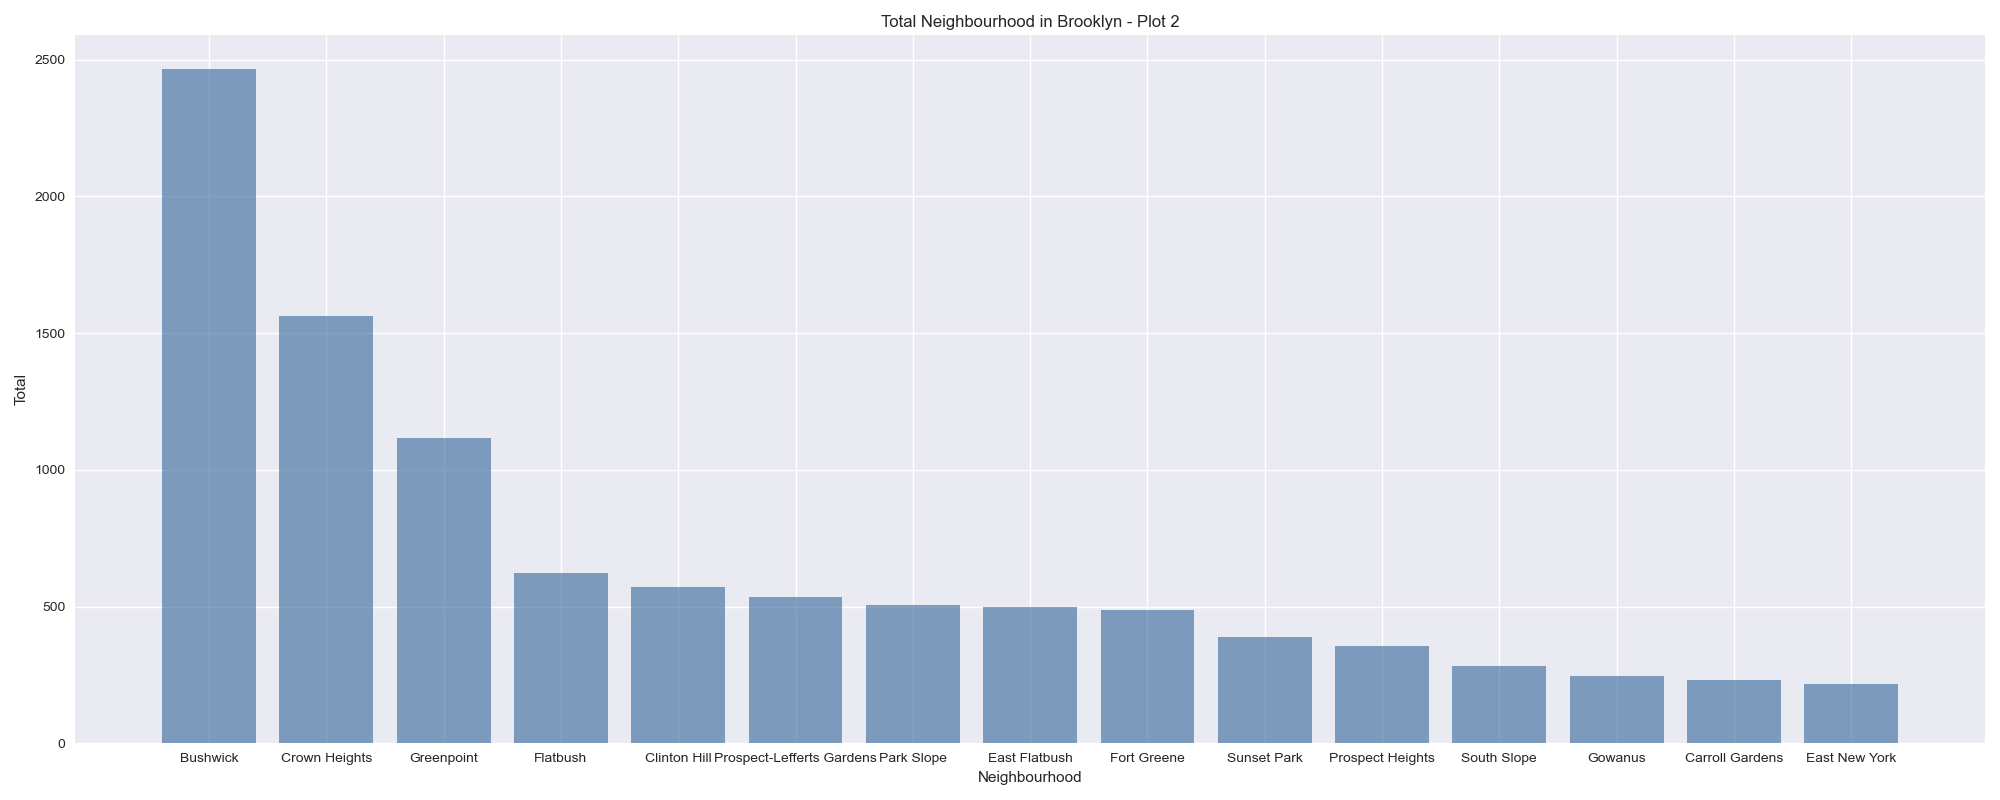 Total Neighbourhood in Brooklyn - Plot 2
2500
2000
1500
1000
500
0
Total
Bushwick Crown Heights Greenpoint Flatbush Clinton Hill Prospect-Lefferts Gardens Park Slope East Flatbush Fort Greene Sunset Park Prospect Heights South Slope Gowanus Carroll Gardens East New York
Neighbourhood